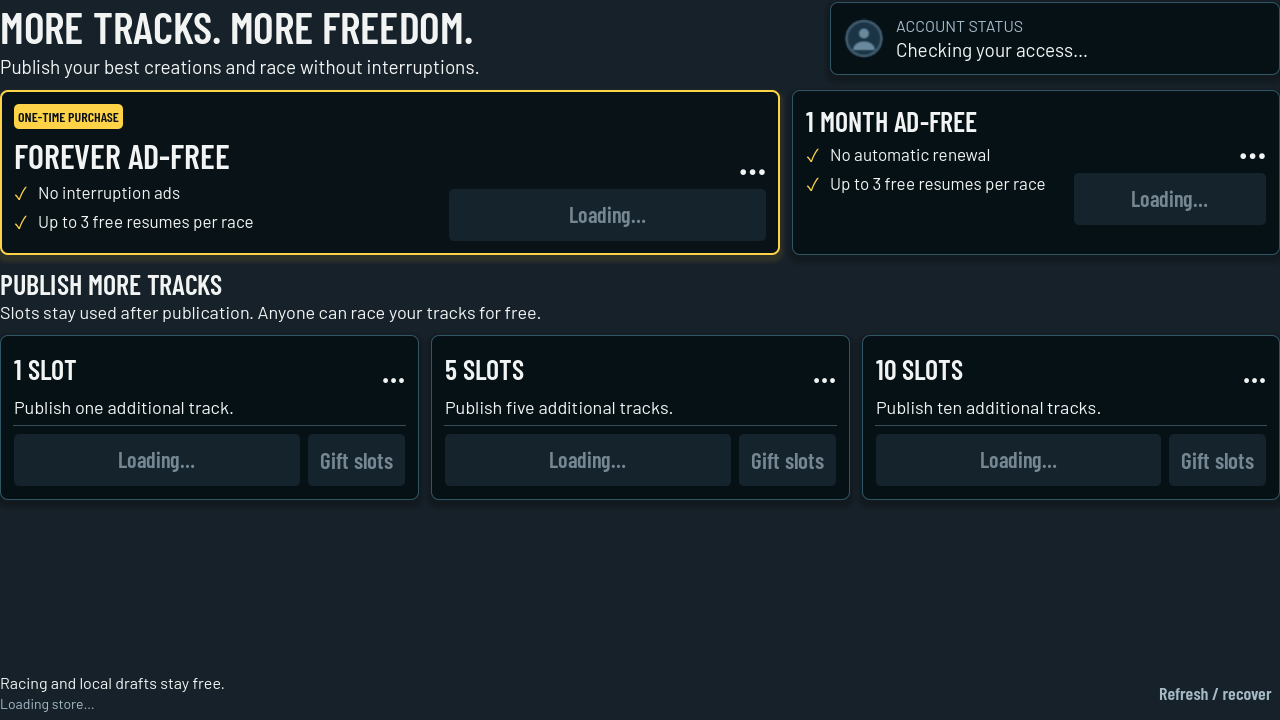 MORE TRACKS. MORE FREEDOM.
Publish your best creations and race without interruptions.
ACCOUNT STATUS
Checking your access...
ONE-TIME PURCHASE
FOREVER AD-FREE
✓ No interruption ads
✓ Up to 3 free resumes per race
•••
Loading...
1 MONTH AD-FREE
✓ No automatic renewal
✓ Up to 3 free resumes per race
•••
Loading...
PUBLISH MORE TRACKS
Slots stay used after publication. Anyone can race your tracks for free.
1 SLOT
•••
Publish one additional track.
Loading...
Gift slots
5 SLOTS
•••
Publish five additional tracks.
Loading...
Gift slots
10 SLOTS
•••
Publish ten additional tracks.
Loading...
Gift slots
Racing and local drafts stay free.
Loading store...
Refresh / recover